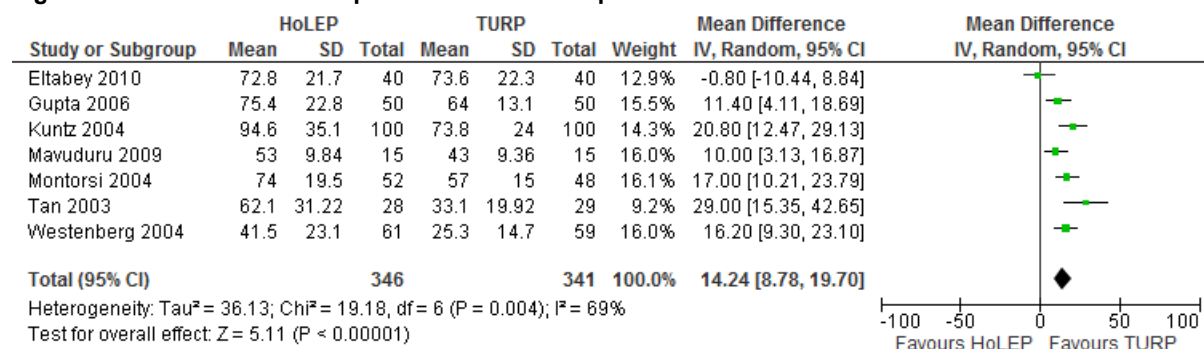 HoLEP TURP Mean Difference Mean Difference
Study or Subgroup Mean SD Total Mean SD Total Weight IV, Random, 95% CI IV, Random, 95% CI
Eltabey 2010 72.8 21.7 40 73.6 22.3 40 12.9% -0.80 [-10.44, 8.84]
Gupta 2006 75.4 22.8 50 64 13.1 50 15.5% 11.40 [4.11, 18.69]
Kuntz 2004 94.6 35.1 100 73.8 24 100 14.3% 20.80 [12.47, 29.13]
Mavuduru 2009 53 9.84 15 43 9.36 15 16.0% 10.00 [3.13, 16.87]
Montorsi 2004 74 19.5 52 57 15 48 16.1% 17.00 [10.21, 23.79]
Tan 2003 62.1 31.22 28 33.1 19.92 29 9.2% 29.00 [15.35, 42.65]
Westenberg 2004 41.5 23.1 61 25.3 14.7 59 16.0% 16.20 [9.30, 23.10]
Total (95% CI) 346 341 100.0% 14.24 [8.78, 19.70]
Heterogeneity: Tau² = 36.13; Chi² = 19.18, df = 6 (P = 0.004); I² = 69%
Test for overall effect: Z = 5.11 (P < 0.00001)
-100 -50 0 50 100
Favours HoLEP Favours TURP